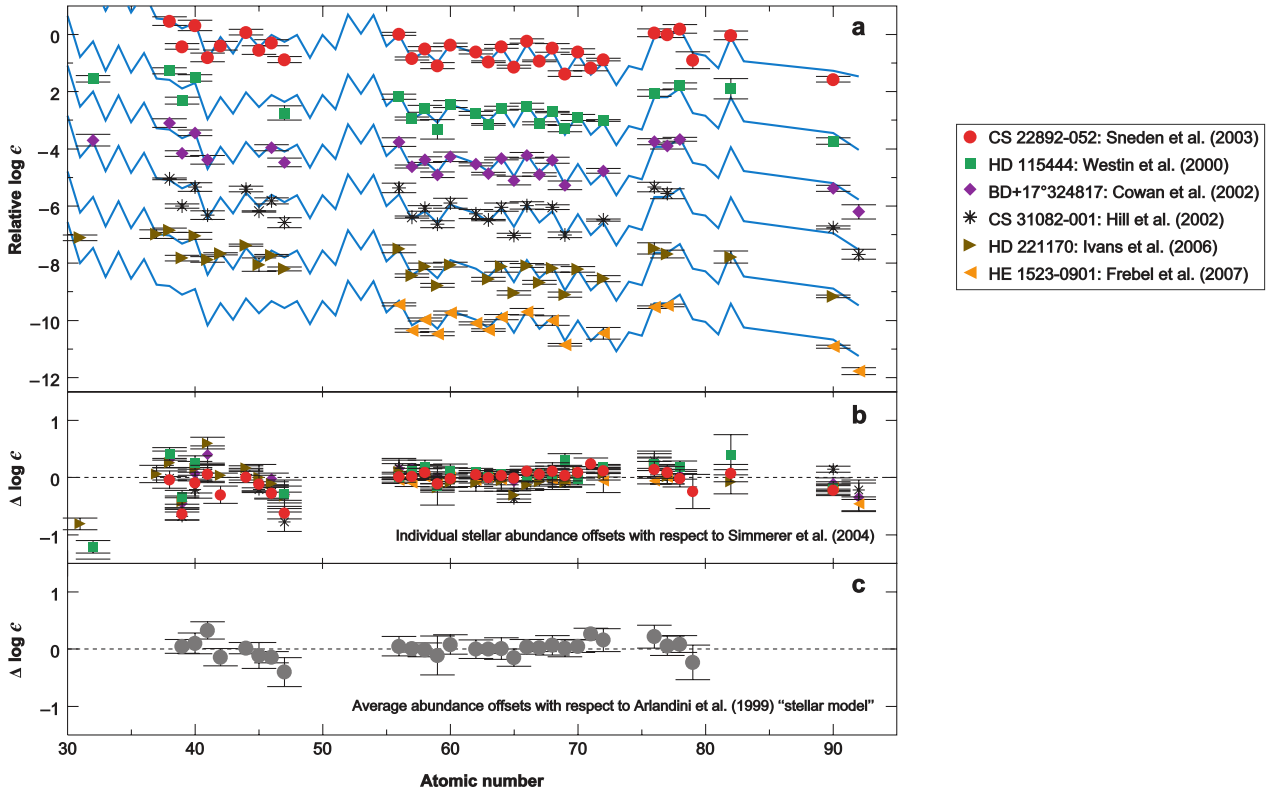 a
0
2
−4
−6
−8
−10
−12
Relative log ϵ
CS 22892-052: Sneden et al. (2003)
HD 115444: Westin et al. (2000)
BD+17°324817: Cowan et al. (2002)
CS 31082-001: Hill et al. (2002)
HD 221170: Ivans et al. (2006)
HE 1523-0901: Frebel et al. (2007)
b
1
0
−1
Δ log ϵ
Individual stellar abundance offsets with respect to Simmerer et al. (2004)
c
1
0
−1
Δ log ϵ
Average abundance offsets with respect to Arlandini et al. (1999) “stellar model”
30 40 50 60 70 80 90
Atomic number